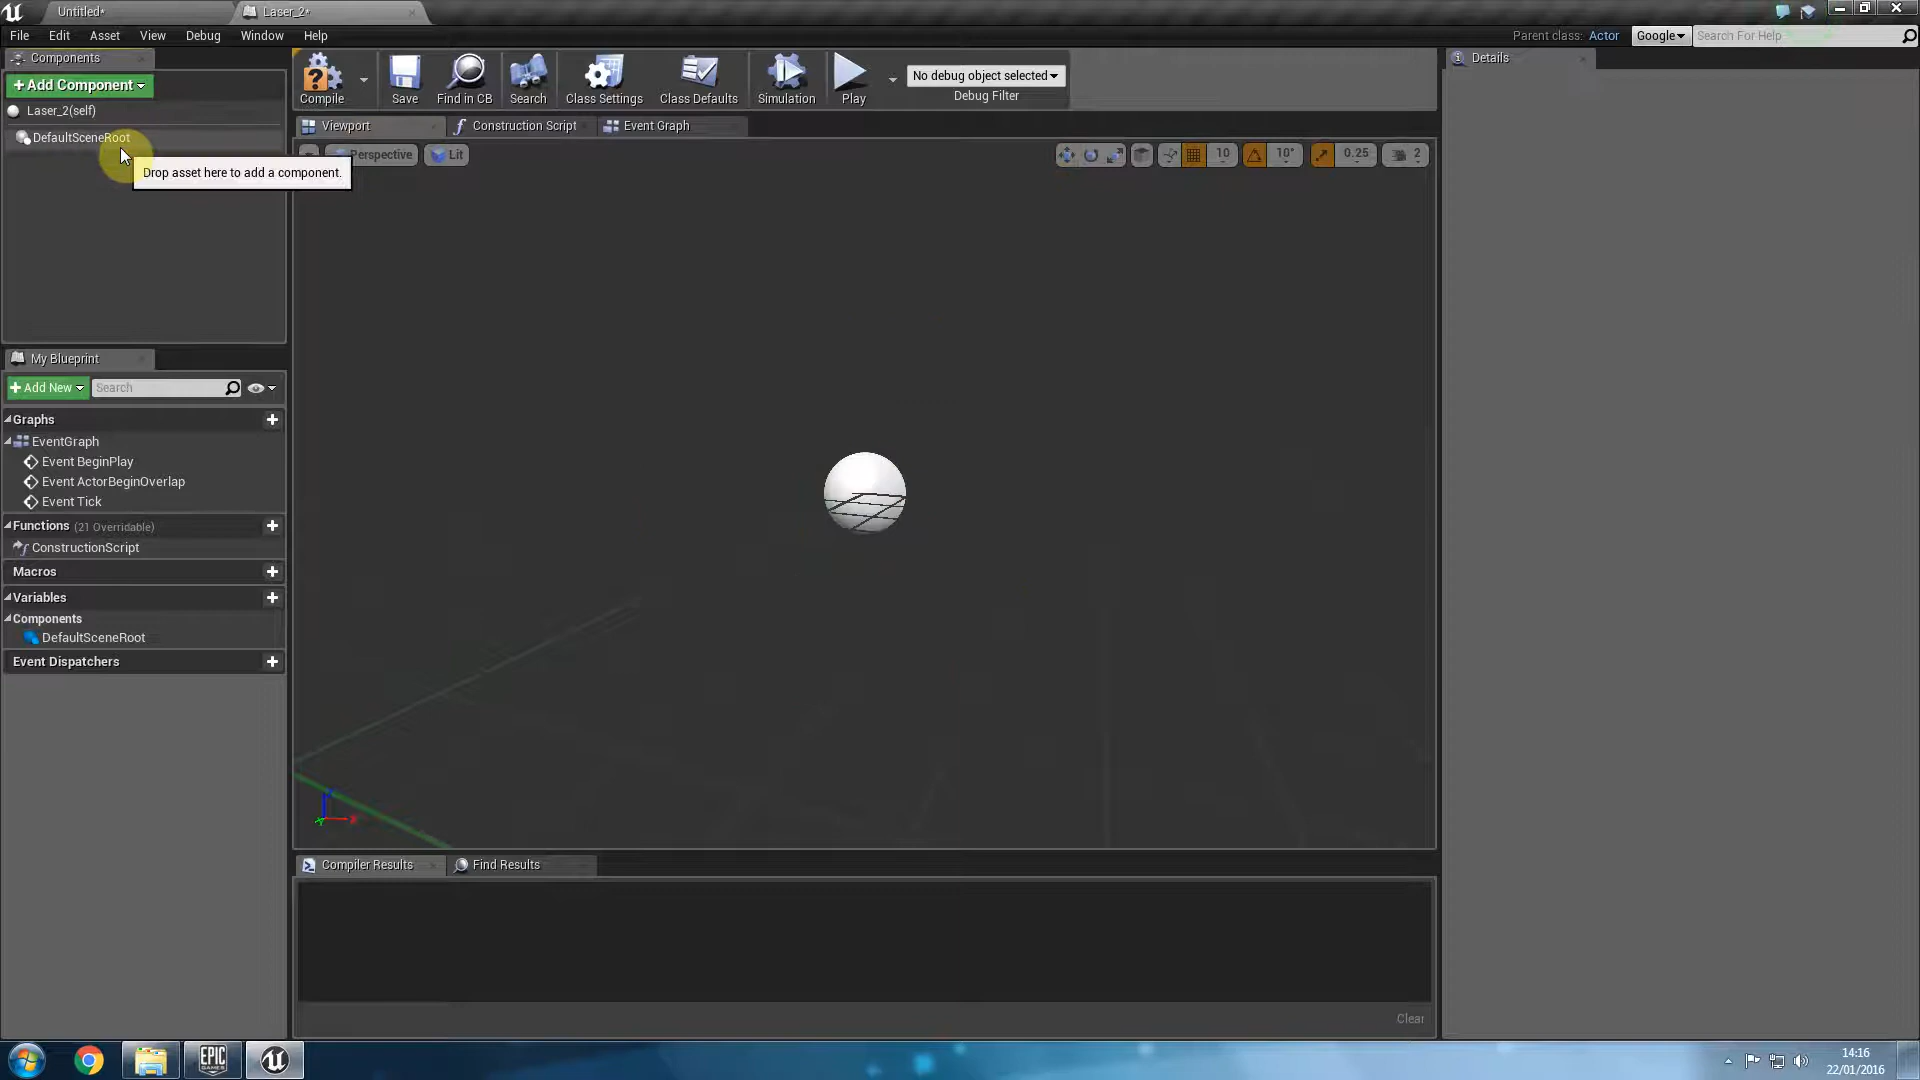 Untitled*
Laser_2*
File Edit Asset View Debug Window Help
Parent class: Actor Google Search For Help
Components
Details
+Add Component
Compile Save Find in CB Search Class Settings Class Defaults Simulation Play
No debug object selected
Debug Filter
Laser_2(self)
DefaultSceneRoot
Viewport Construction Script Event Graph
Perspective Lit
10 10° 0.25 2
Drop asset here to add a component.
My Blueprint
+Add New Search
Graphs
EventGraph
Event BeginPlay
Event ActorBeginOverlap
Event Tick
Functions (21 Overridable)
ConstructionScript
Macros
Variables
Components
DefaultSceneRoot
Event Dispatchers
Compiler Results Find Results
Clear
EPIC
GAMES
14:16
22/01/2016